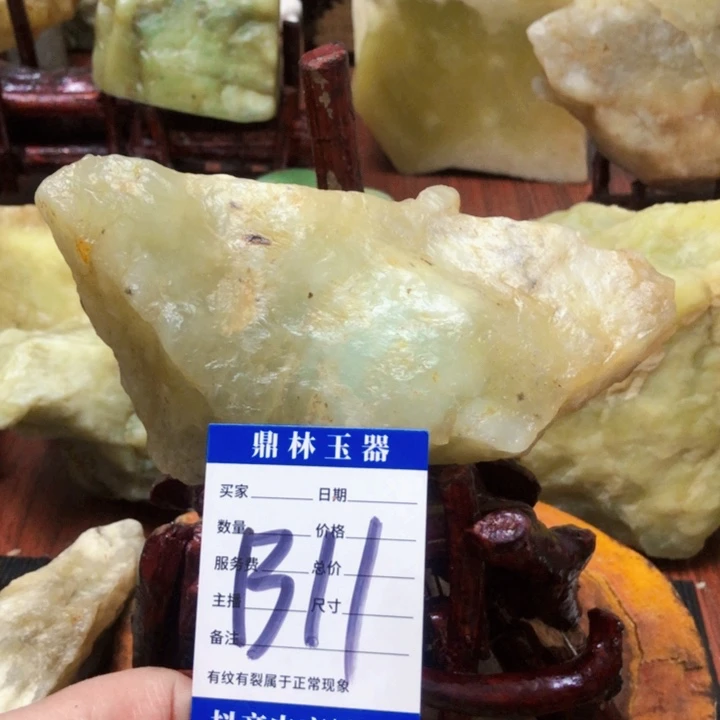 鼎林玉器
买家 日期
数量 价格
服务费 总价
主播 尺寸
备注
B11
有纹有裂属于正常现象